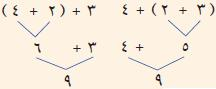 (٤ + ٢) + ٣ ٤ + (٢ + ٣)
٦ + ٣ ٤ + ٥
٩ ٩